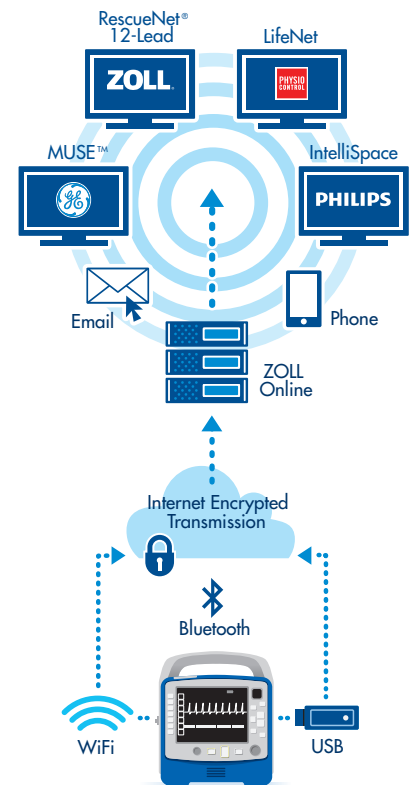 RescueNet®
12-Lead
LifeNet
ZOLL®
PHYSIO
CONTROL
MUSE™
IntelliSpace
GE
PHILIPS
Email
Phone
ZOLL
Online
Internet Encrypted
Transmission
Bluetooth
WiFi
USB